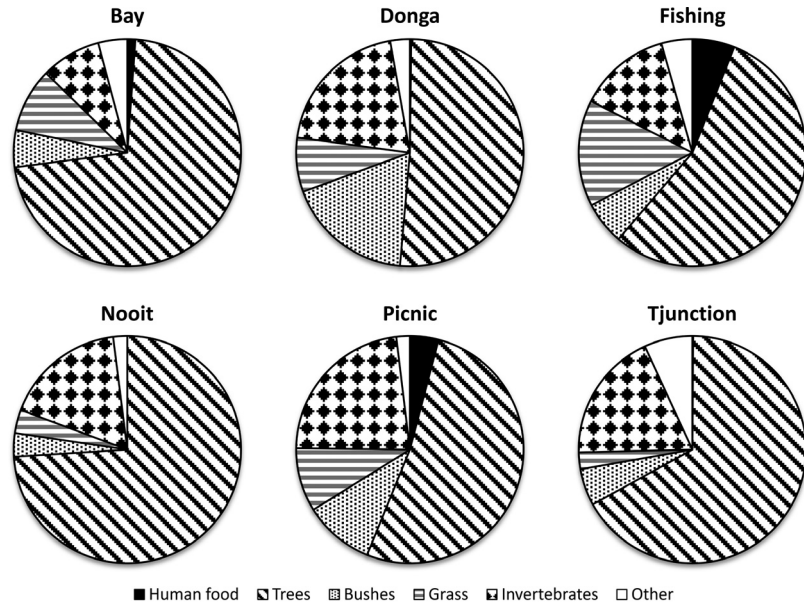 Bay Donga Fishing
Nooit Picnic Tjunction
Human food Trees Bushes Grass Invertebrates Other